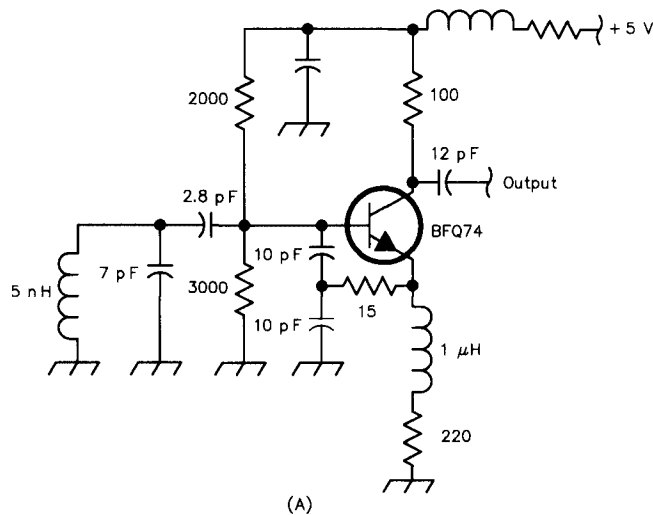 + 5 V
2000
100
12 pF
Output
2.8 pF
BFQ74
10 pF
7 pF
3000
5 nH
15
10 pF
1 µH
220
(A)